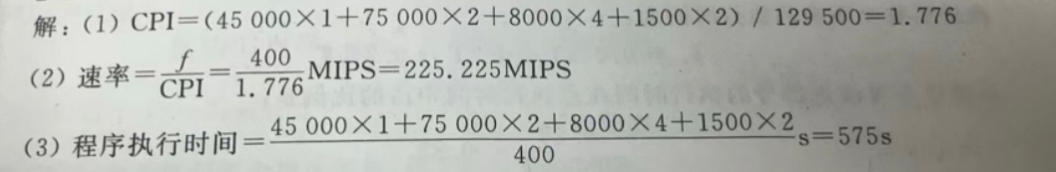 解：(1) CPI=(45 000×1+75 000×2+8000×4+1500×2) / 129 500=1.776
(2) 速率=f/CPI=400/1.776 MIPS=225.225MIPS
(3) 程序执行时间=45 000×1+75 000×2+8000×4+1500×2/400 s=575s